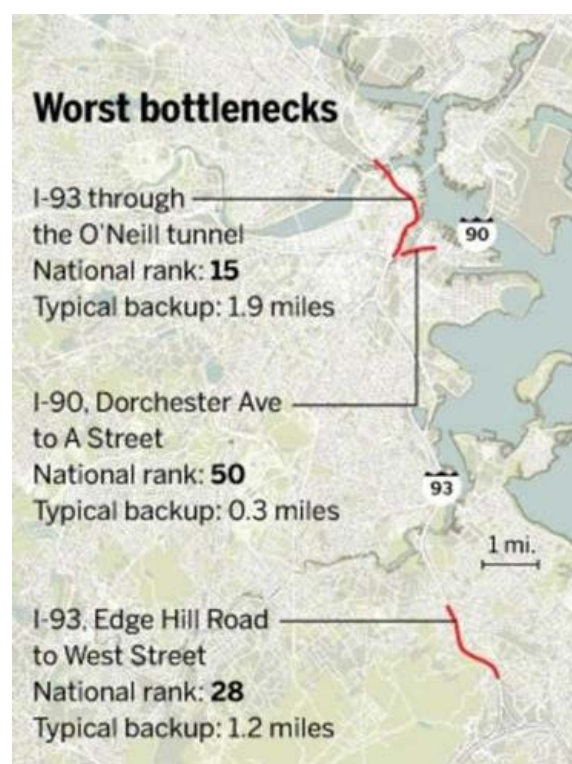 Worst bottlenecks
I-93 through
the O'Neill tunnel
National rank: 15
Typical backup: 1.9 miles
90
I-90, Dorchester Ave
to A Street
National rank: 50
Typical backup: 0.3 miles
93
1 mi.
I-93, Edge Hill Road
to West Street
National rank: 28
Typical backup: 1.2 miles